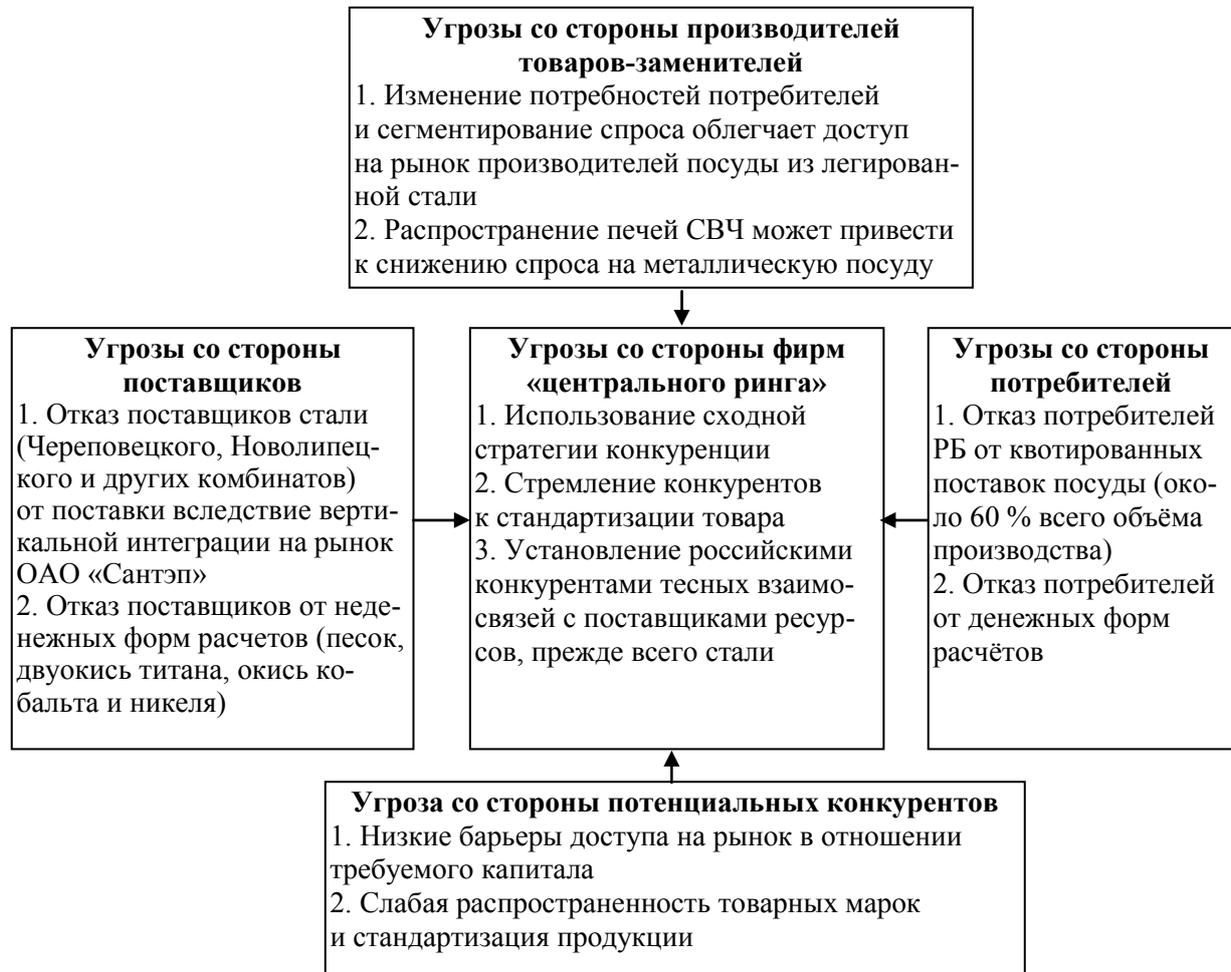 Угрозы со стороны производителей
товаров-заменителей
1. Изменение потребностей потребителей
и сегментирование спроса облегчает доступ
на рынок производителей посуды из легирован-
ной стали
2. Распространение печей СВЧ может привести
к снижению спроса на металлическую посуду
Угрозы со стороны
поставщиков
1. Отказ поставщиков стали
(Череповецкого, Новолипец-
кого и других комбинатов)
от поставки вследствие верти-
кальной интеграции на рынок
ОАО «Сантэп»
2. Отказ поставщиков от неде-
нежных форм расчетов (песок,
двуокись титана, окись ко-
бальта и никеля)
Угрозы со стороны фирм
«центрального ринга»
1. Использование сходной
стратегии конкуренции
2. Стремление конкурентов
к стандартизации товара
3. Установление российскими
конкурентами тесных взаимо-
связей с поставщиками ресур-
сов, прежде всего стали
Угрозы со стороны
потребителей
1. Отказ потребителей
РБ от квотированных
поставок посуды (око-
ло 60 % всего объёма
производства)
2. Отказ потребителей
от денежных форм
расчётов
Угроза со стороны потенциальных конкурентов
1. Низкие барьеры доступа на рынок в отношении
требуемого капитала
2. Слабая распространенность товарных марок
и стандартизация продукции